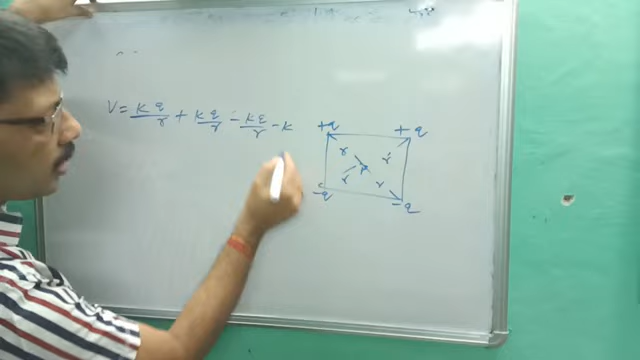 V = Kq/r + Kq/r - Kq/r - K
+q + q
r r
P
r r
-q - q